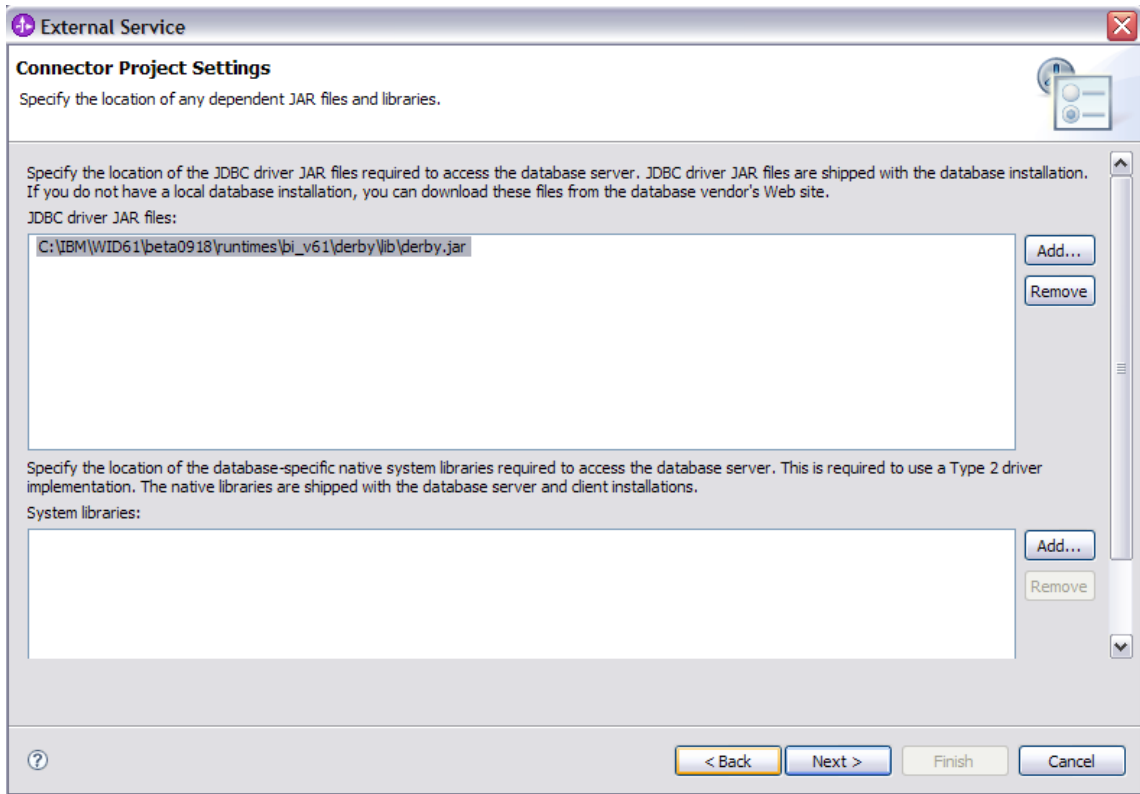 External Service
Connector Project Settings
Specify the location of any dependent JAR files and libraries.
Specify the location of the JDBC driver JAR files required to access the database server. JDBC driver JAR files are shipped with the database installation.
If you do not have a local database installation, you can download these files from the database vendor's Web site.
JDBC driver JAR files:
C:\IBM\WID61\beta0918\runtimes\bi_v61\derby\lib\derby.jar
Add...
Remove
Specify the location of the database-specific native system libraries required to access the database server. This is required to use a Type 2 driver
implementation. The native libraries are shipped with the database server and client installations.
System libraries:
Add...
Remove
?
< Back
Next >
Finish
Cancel